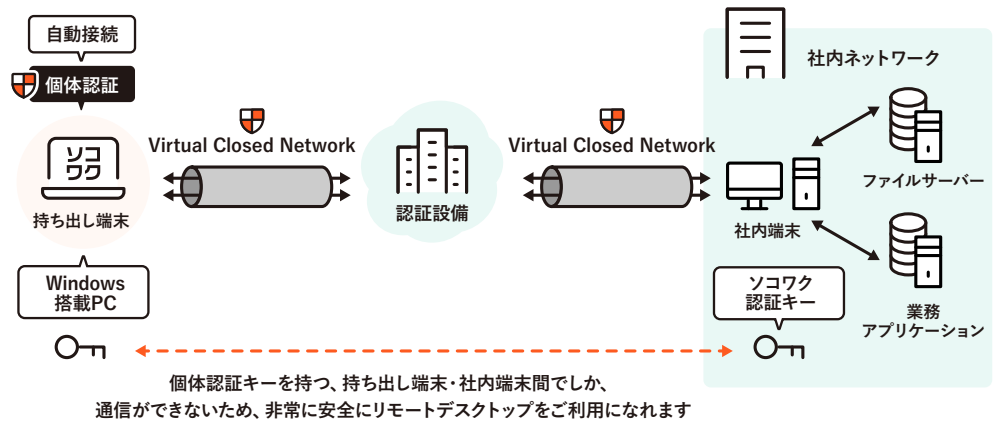 自動接続
個体認証
ソコ
ワク
持ち出し端末
Windows
搭載PC
Virtual Closed Network
認証設備
Virtual Closed Network
社内ネットワーク
社内端末
ファイルサーバー
業務
アプリケーション
ソコワク
認証キー
個体認証キーを持つ、持ち出し端末・社内端末間でしか、
通信ができないため、非常に安全にリモートデスクトップをご利用になれます